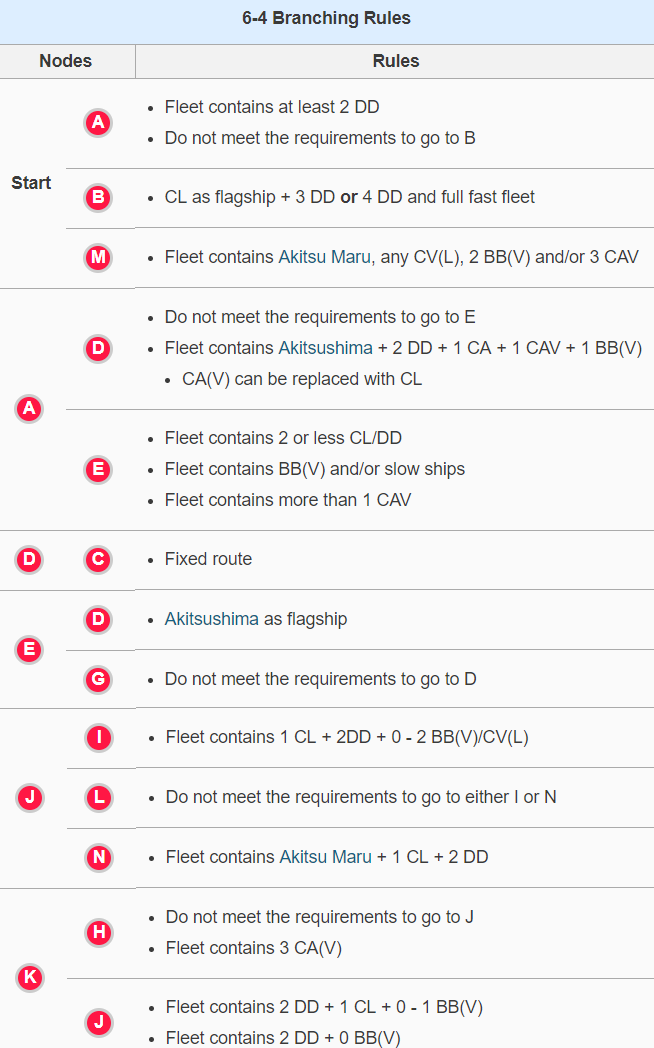 6-4 Branching Rules
Nodes Rules
Start
A
Fleet contains at least 2 DD
Do not meet the requirements to go to B
B
CL as flagship + 3 DD or 4 DD and full fast fleet
M
Fleet contains Akitsu Maru, any CV(L), 2 BB(V) and/or 3 CAV
A
D
Do not meet the requirements to go to E
Fleet contains Akitsushima + 2 DD + 1 CA + 1 CAV + 1 BB(V)
CA(V) can be replaced with CL
E
Fleet contains 2 or less CL/DD
Fleet contains BB(V) and/or slow ships
Fleet contains more than 1 CAV
D C Fixed route
E
D Akitsushima as flagship
G Do not meet the requirements to go to D
J
I Fleet contains 1 CL + 2DD + 0 - 2 BB(V)/CV(L)
L Do not meet the requirements to go to either I or N
N Fleet contains Akitsu Maru + 1 CL + 2 DD
K
H
Do not meet the requirements to go to J
Fleet contains 3 CA(V)
J
Fleet contains 2 DD + 1 CL + 0 - 1 BB(V)
Fleet contains 2 DD + 0 BB(V)